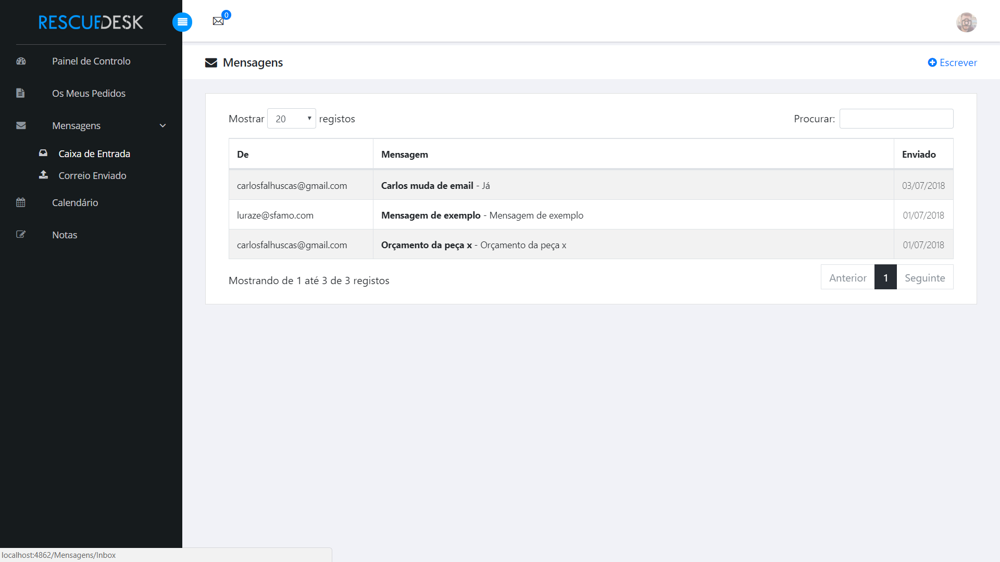 RESCUEDESK
0
Painel de Controlo
Os Meus Pedidos
Mensagens
Caixa de Entrada
Correio Enviado
Calendário
Notas
Mensagens
Escrever
Mostrar 20 registos
Procurar:
De Mensagem Enviado
carlosfalhuscas@gmail.com Carlos muda de email - Já 03/07/2018
luraze@sfamo.com Mensagem de exemplo - Mensagem de exemplo 01/07/2018
carlosfalhuscas@gmail.com Orçamento da peça x - Orçamento da peça x 01/07/2018
Mostrando de 1 até 3 de 3 registos
Anterior 1 Seguinte
localhost:4862/Mensagens/Inbox